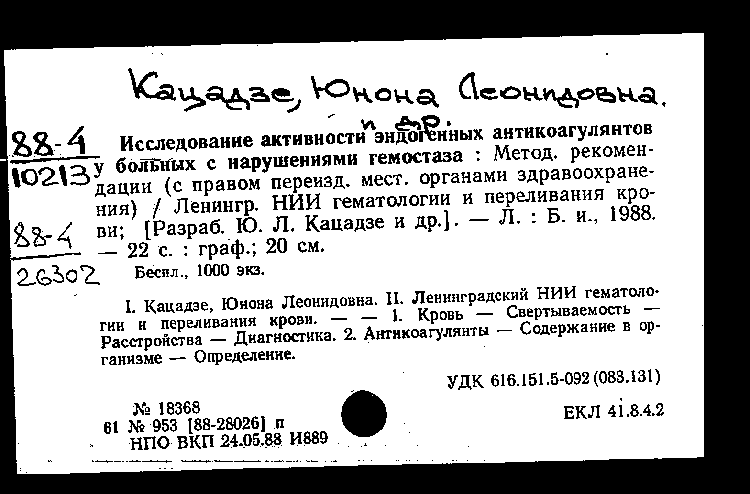 Кацадзе, Юнона Леонидовна.
и др.
88-4
10213
88-4
26302
Исследование активности эндогенных антикоагулянтов
у больных с нарушениями гемостаза : Метод. рекомен-
дации (с правом переизд. мест. органами здравоохране-
ния) / Ленингр. НИИ гематологии и переливания кро-
ви; [Разраб. Ю. Л. Кацадзе и др.]. — Л. : Б. и., 1988.
— 22 с. : граф.; 20 см.
Беспл., 1000 экз.
I. Кацадзе, Юнона Леонидовна. II. Ленинградский НИИ гематоло-
гии и переливания крови. — — 1. Кровь — Свертываемость —
Расстройства — Диагностика. 2. Антикоагулянты — Содержание в ор-
ганизме — Определение.
УДК 616.151.5-092 (083.131)
№ 18368
61 № 953 [88-28026] п
НПО ВКП 24.05.88 И889
ЕКЛ 41.8.4.2